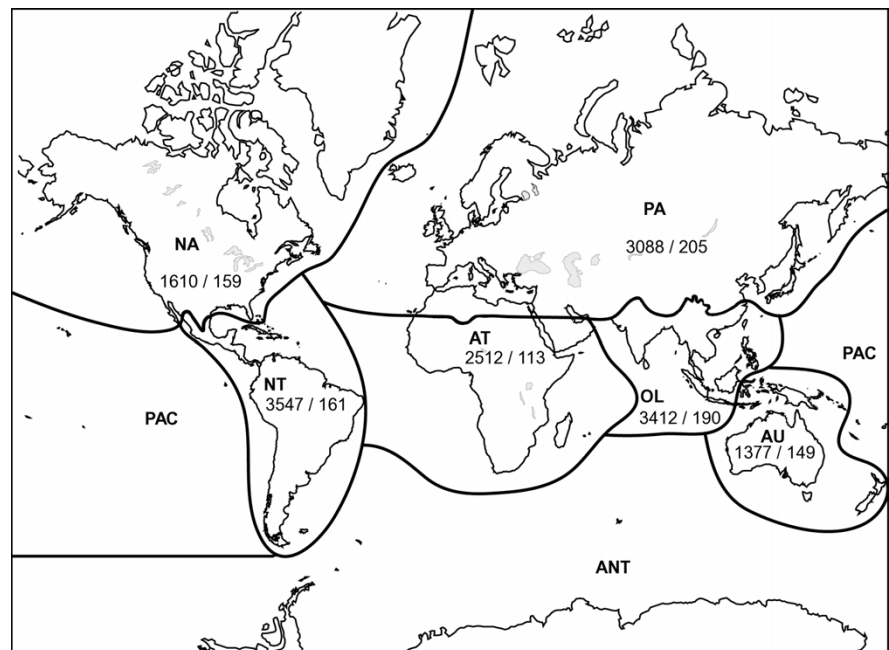 NA
1610 / 159
PA
3088 / 205
AT
2512 / 113
NT
3547 / 161
OL
3412 / 190
PAC
PAC
AU
1377 / 149
ANT